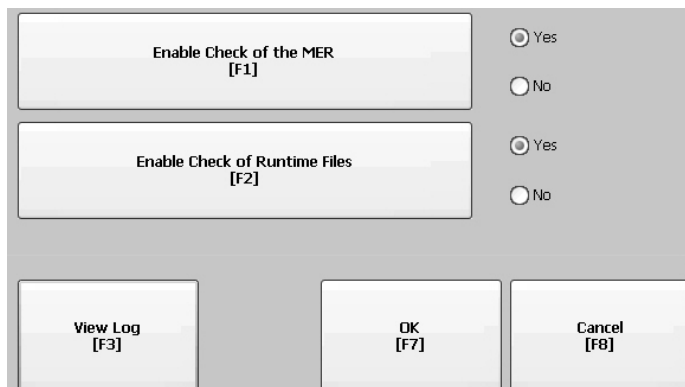 Enable Check of the MER
[F1]
Yes
No
Enable Check of Runtime Files
[F2]
Yes
No
View Log
[F3]
OK
[F7]
Cancel
[F8]